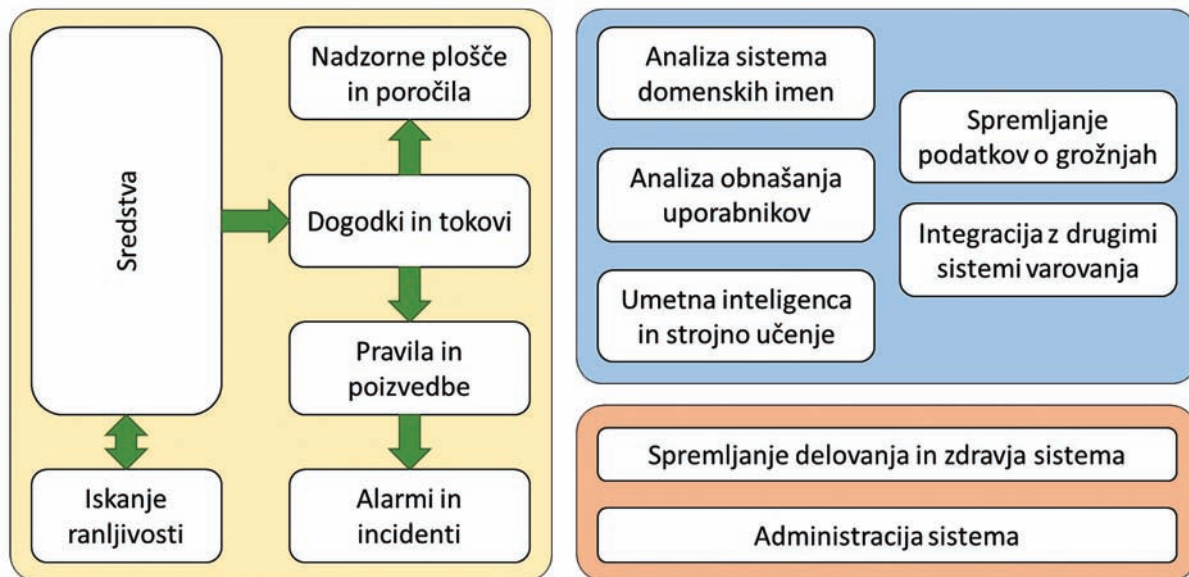 Sredstva
Nadzorne plošče
in poročila
Dogodki in tokovi
Pravila in
poizvedbe
Iskanje
ranljivosti
Alarmi in
incidenti
Analiza sistema
domenskih imen
Analiza obnašanja
uporabnikov
Umetna inteligenca
in strojno učenje
Spremljanje
podatkov o grožnjah
Integracija z drugimi
sistemi varovanja
Spremljanje delovanja in zdravja sistema
Administracija sistema